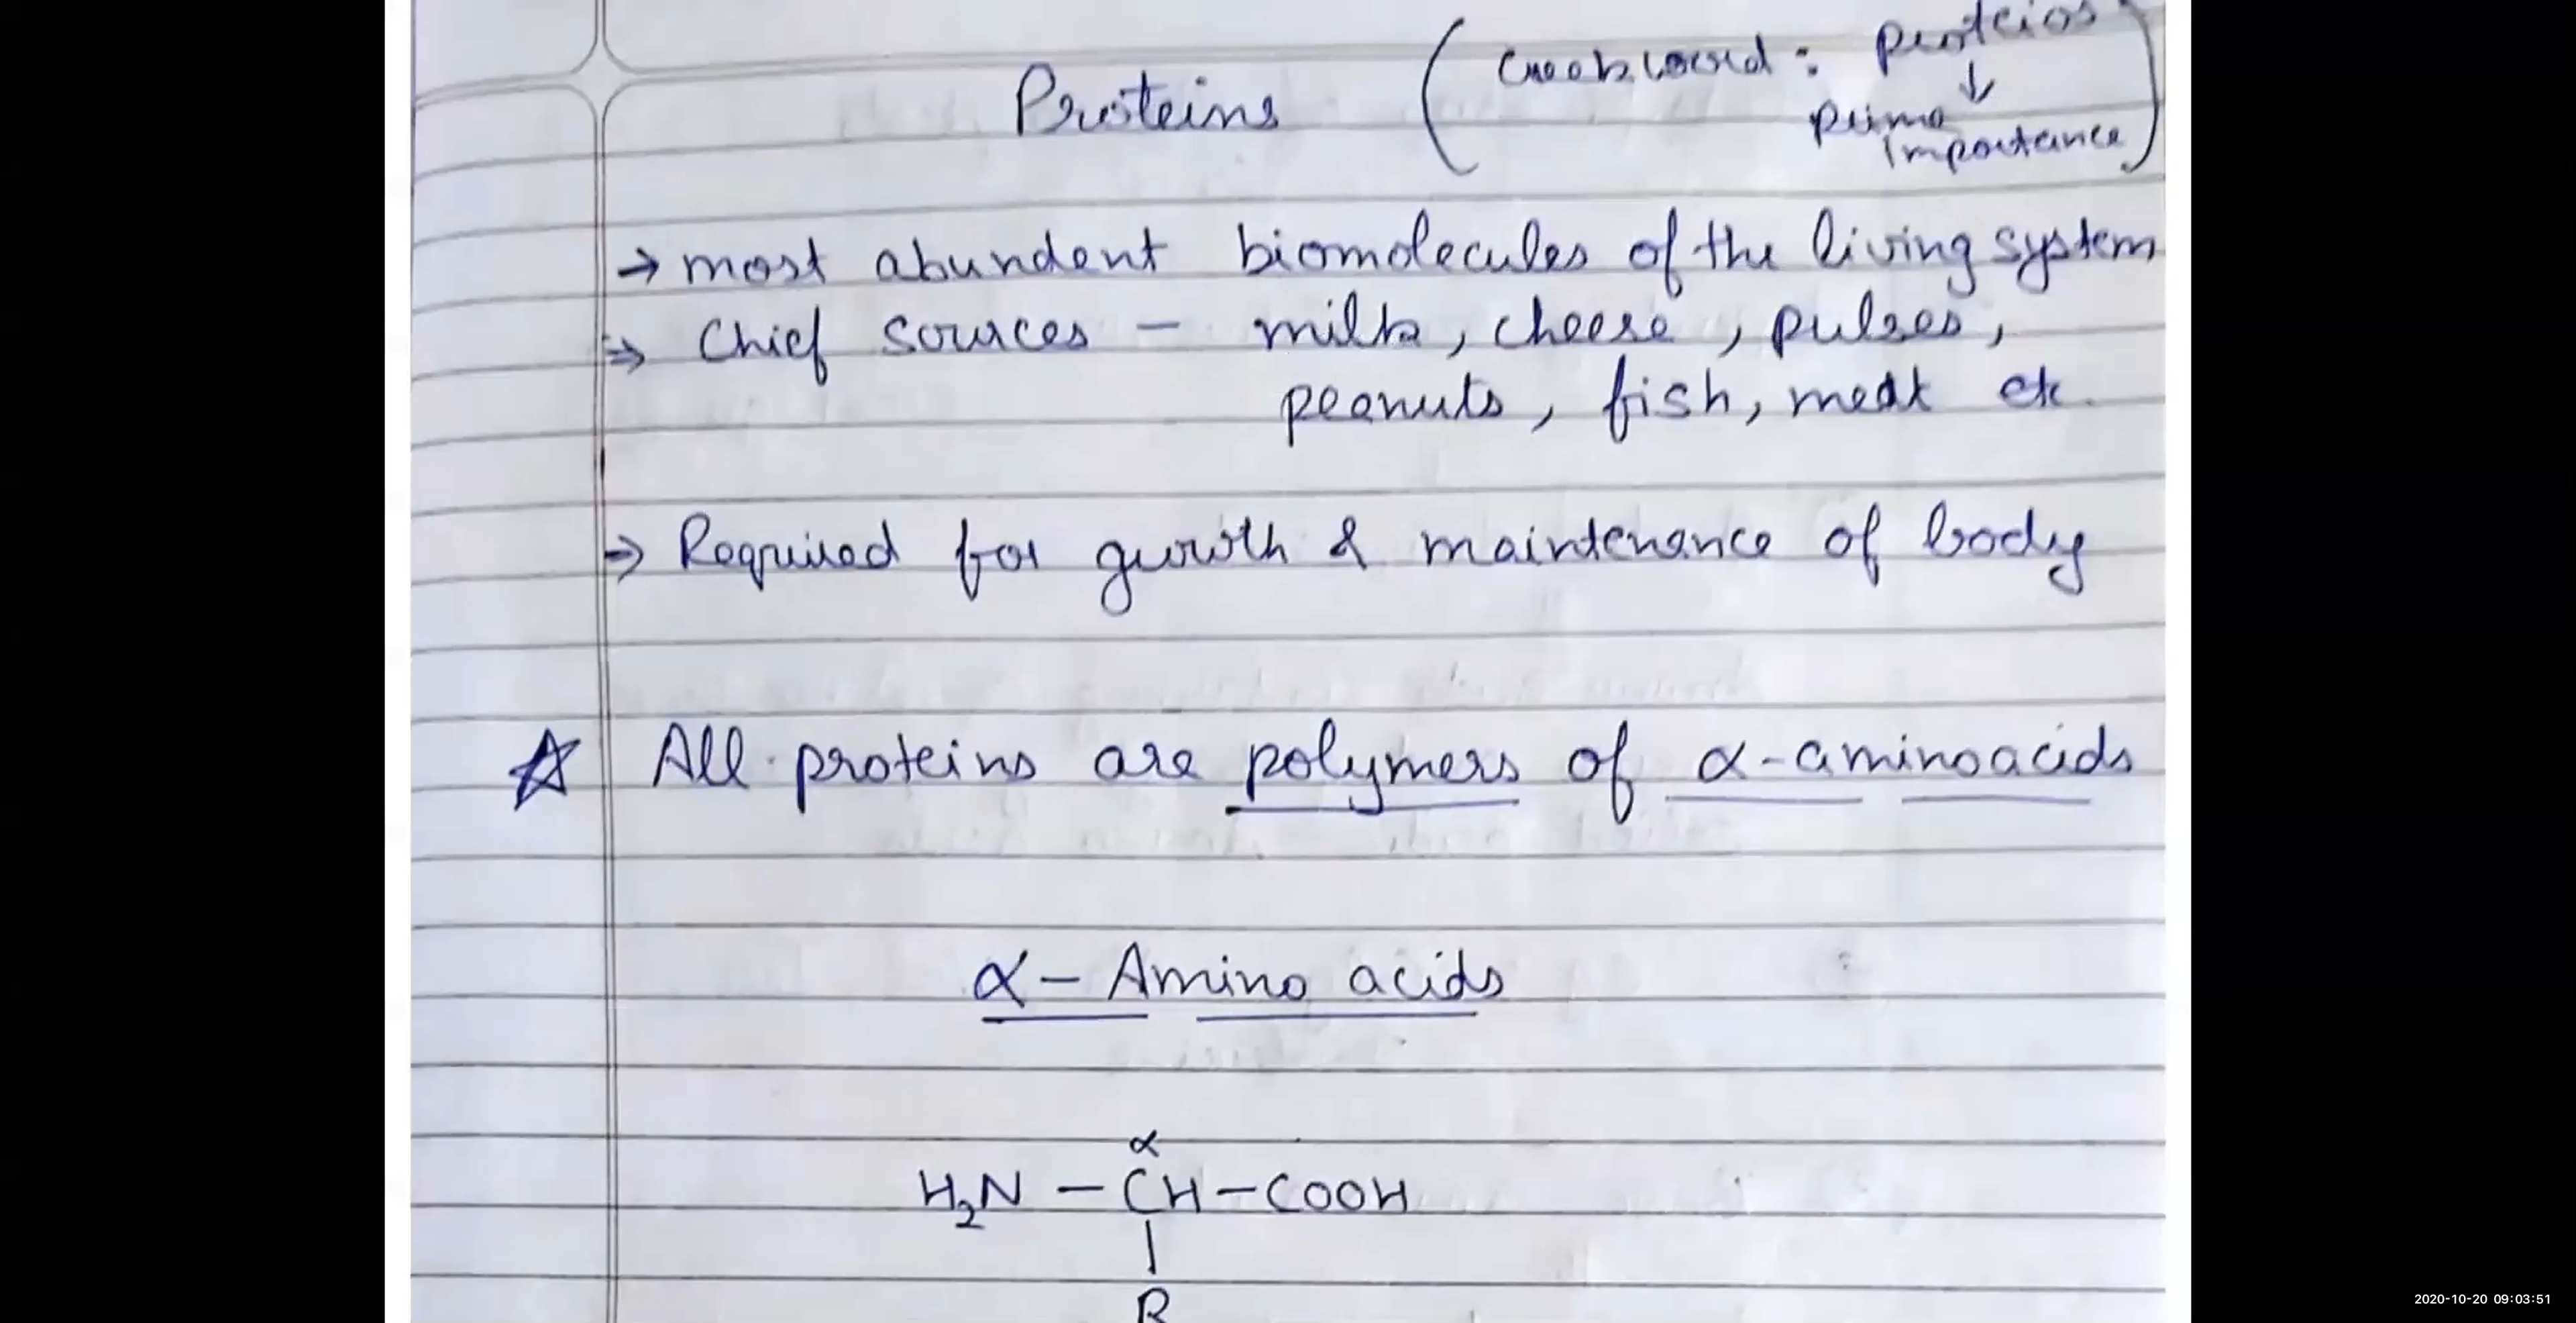 Proteins (Greek word : proteios
↓
prime
importance)
→ most abundent biomolecules of the living system
⇒ Chief sources - milk, cheese, pulses,
peanuts, fish, meat etc.
⇒ Required for growth & maintenance of body
☆ All proteins are polymers of α-aminoacids
α - Amino acids
α
H₂N - CH - COOH
|
R
2020-10-20 09:03:51